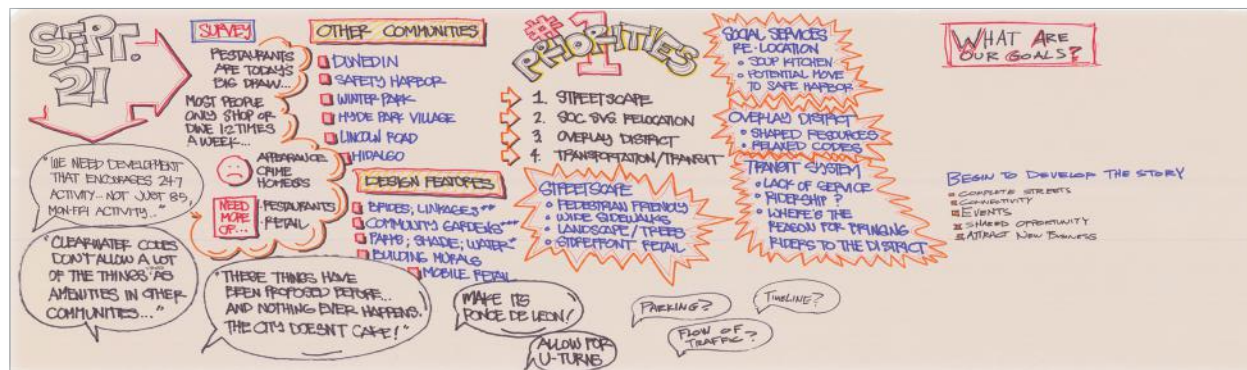 SEPT.
21
SURVEY
RESTAURANTS
ARE TODAY'S
BIG DRAW...
MOST PEOPLE
ONLY SHOP OR
DINE 1-2 TIMES
A WEEK...
APPEARANCE
CRIME
HOMELESS
NEED
MORE
OF...
• RESTAURANTS
• RETAIL
"WE NEED DEVELOPMENT
THAT ENCOURAGES 24-7
ACTIVITY... NOT JUST 8-5,
MON-FRI ACTIVITY..."
"CLEARWATER CODES
DON'T ALLOW A LOT
OF THE THINGS AS
AMENITIES IN OTHER
COMMUNITIES..."
OTHER COMMUNITIES
DUNEDIN
SAFETY HARBOR
WINTER PARK
HYDE PARK VILLAGE
LINCOLN ROAD
HIDALGO
DESIGN FEATURES
BRIDGES; LINKAGES**
COMMUNITY GARDENS***
PARKS; SHADE; WATER*
BUILDING MURALS
MOBILE RETAIL
"THESE THINGS HAVE
BEEN PROPOSED BEFORE...
AND NOTHING EVER HAPPENS.
THE CITY DOESN'T CARE!"
#1
PRIORITIES
1. STREETSCAPE
2. SOC SVS RELOCATION
3. OVERLAY DISTRICT
4. TRANSPORTATION/TRANSIT
STREETSCAPE
• PEDESTRIAN FRIENDLY
• WIDE SIDEWALKS
• LANDSCAPE/TREES
• STOREFRONT RETAIL
MAKE ITS
PONCE DE LEON!
ALLOW FOR
U-TURNS
SOCIAL SERVICES
RE-LOCATION
• SOUP KITCHEN
• POTENTIAL MOVE
TO SAFE HARBOR
OVERLAY DISTRICT
• SHARED RESOURCES
• RELAXED CODES
TRANSIT SYSTEM
• LACK OF SERVICE
• RIDERSHIP?
• WHERE'S THE
REASON FOR BRINGING
RIDERS TO THE DISTRICT
PARKING?
TIMELINE?
FLOW OF
TRAFFIC?
WHAT ARE
OUR GOALS?
BEGIN TO DEVELOP THE STORY
COMPLETE STREETS
CONNECTIVITY
EVENTS
SHARED OPPORTUNITY
ATTRACT NEW BUSINESS